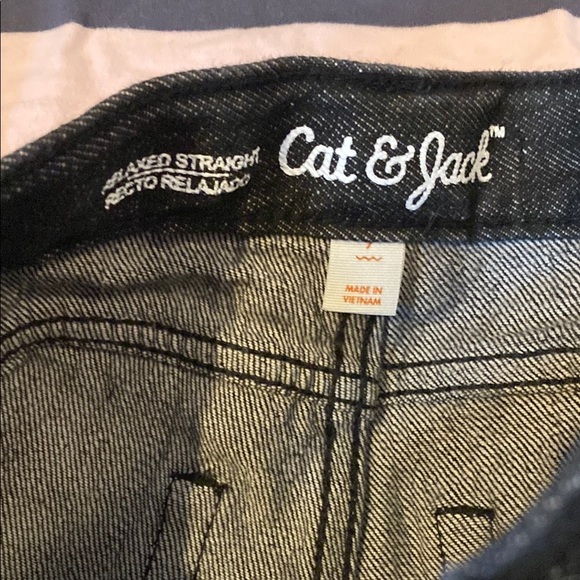 RELAXED STRAIGHT
RECTO RELAJADO
Cat & Jack™
7
MADE IN
VIETNAM